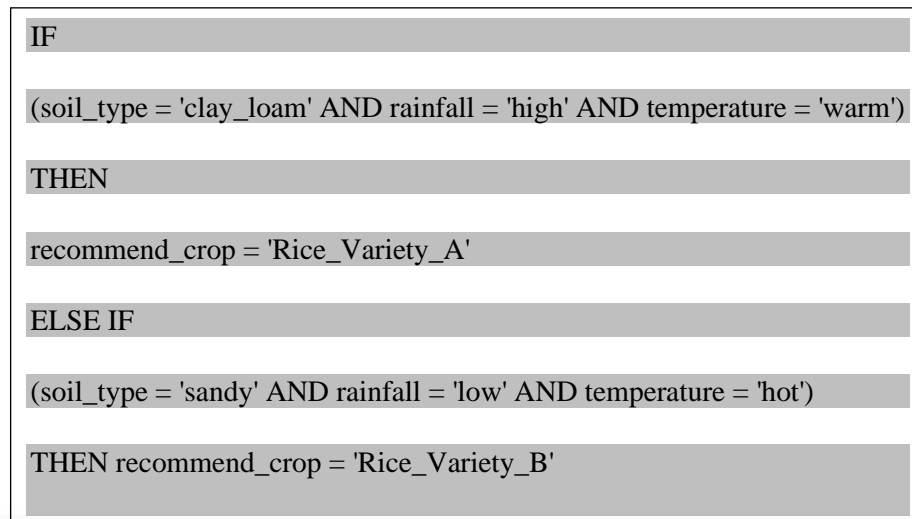 IF
(soil_type = 'clay_loam' AND rainfall = 'high' AND temperature = 'warm')
THEN
recommend_crop = 'Rice_Variety_A'
ELSE IF
(soil_type = 'sandy' AND rainfall = 'low' AND temperature = 'hot')
THEN recommend_crop = 'Rice_Variety_B'